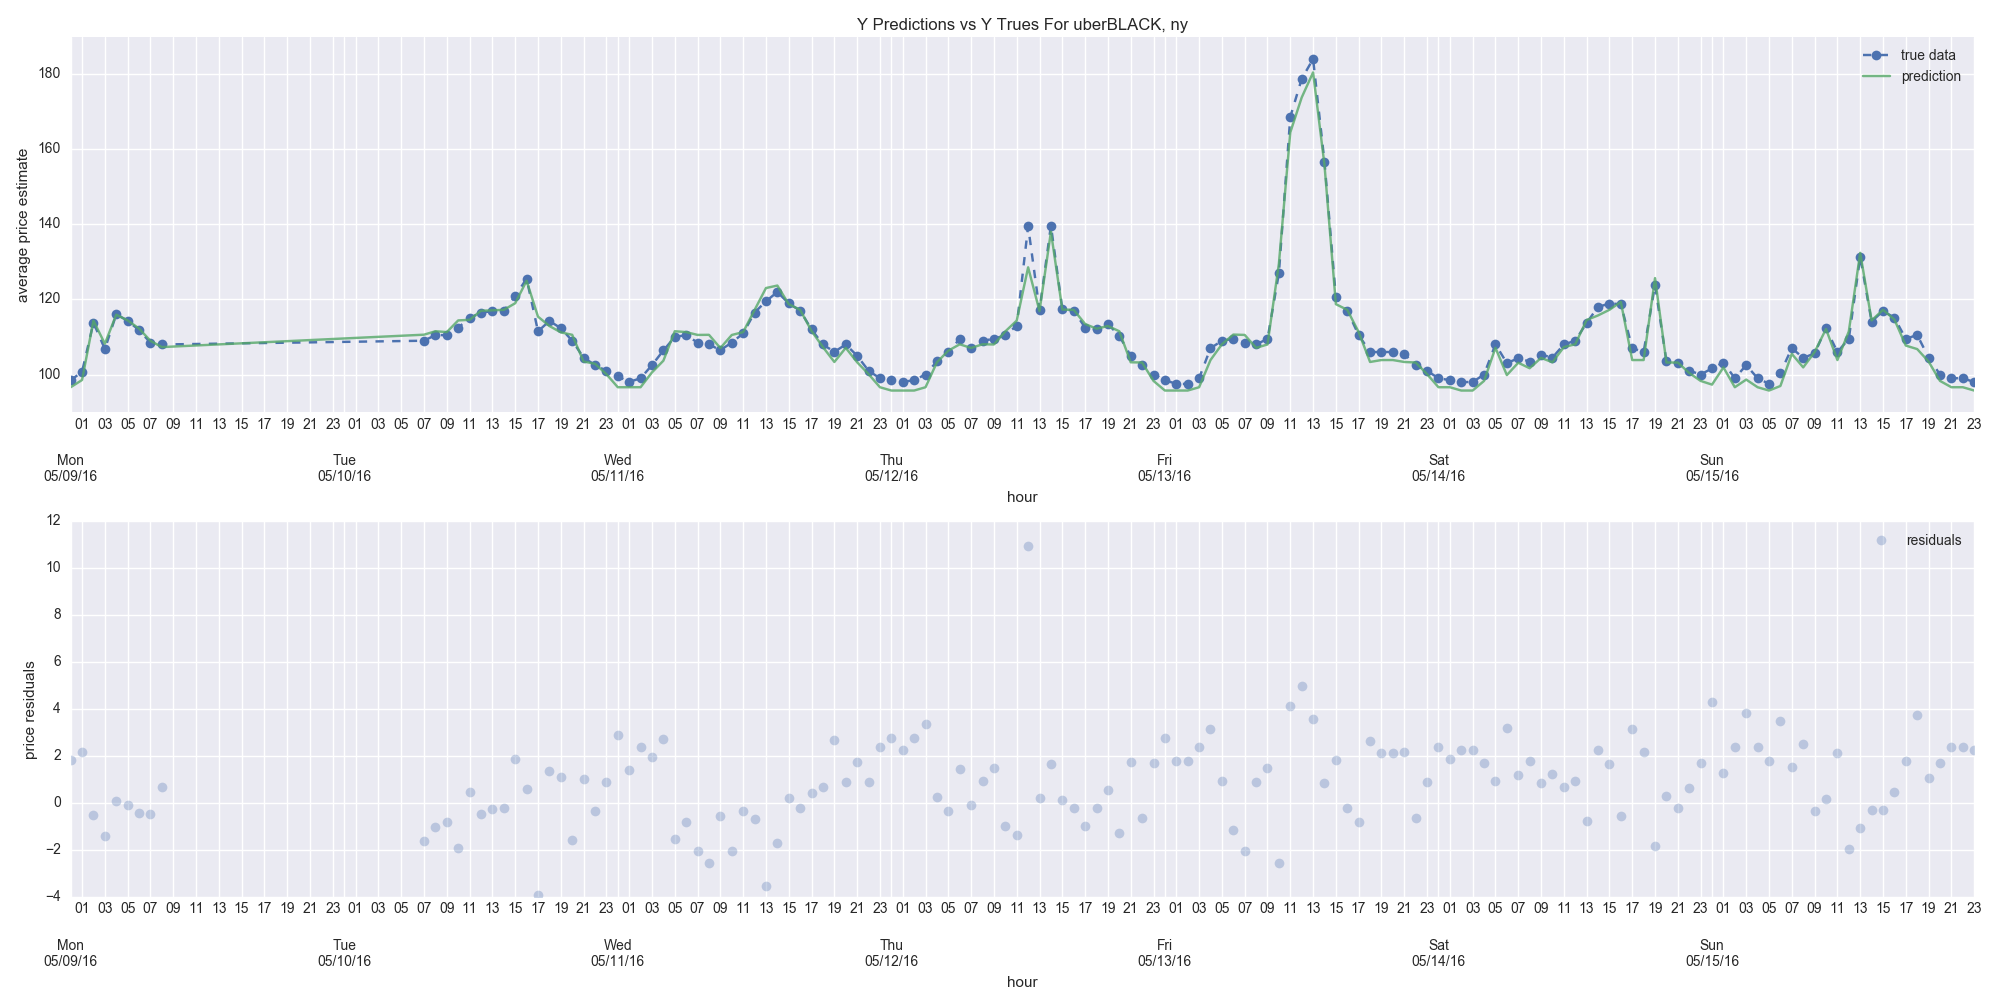 Y Predictions vs Y Trues For uberBLACK, ny
true data
prediction
average price estimate
180
160
140
120
100
01 03 05 07 09 11 13 15 17 19 21 23 01 03 05 07 09 11 13 15 17 19 21 23 01 03 05 07 09 11 13 15 17 19 21 23 01 03 05 07 09 11 13 15 17 19 21 23 01 03 05 07 09 11 13 15 17 19 21 23 01 03 05 07 09 11 13 15 17 19 21 23 01 03 05 07 09 11 13 15 17 19 21 23
Mon Tue Wed Thu Fri Sat Sun
05/09/16 05/10/16 05/11/16 05/12/16 05/13/16 05/14/16 05/15/16
hour
residuals
price residuals
12
10
8
6
4
2
0
−2
−4
01 03 05 07 09 11 13 15 17 19 21 23 01 03 05 07 09 11 13 15 17 19 21 23 01 03 05 07 09 11 13 15 17 19 21 23 01 03 05 07 09 11 13 15 17 19 21 23 01 03 05 07 09 11 13 15 17 19 21 23 01 03 05 07 09 11 13 15 17 19 21 23 01 03 05 07 09 11 13 15 17 19 21 23
Mon Tue Wed Thu Fri Sat Sun
05/09/16 05/10/16 05/11/16 05/12/16 05/13/16 05/14/16 05/15/16
hour